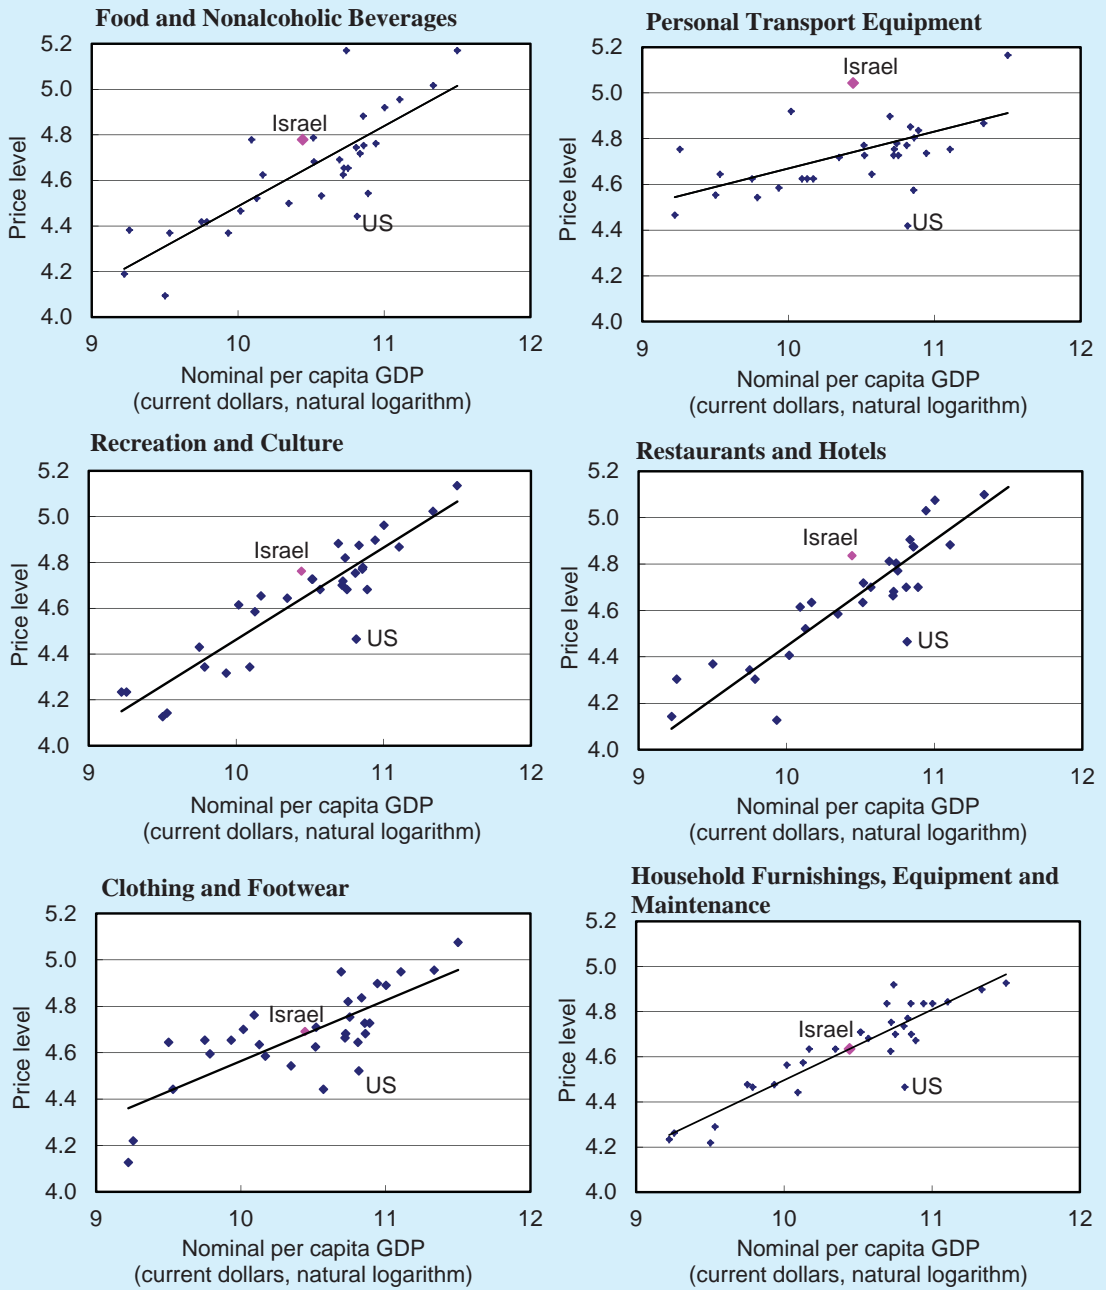 Food and Nonalcoholic Beverages
5.2
5.0
4.8
4.6
4.4
4.2
4.0
Price level
Israel
US
9 10 11 12
Nominal per capita GDP
(current dollars, natural logarithm)
Personal Transport Equipment
5.2
5.0
4.8
4.6
4.4
4.2
4.0
Price level
Israel
US
9 10 11 12
Nominal per capita GDP
(current dollars, natural logarithm)
Recreation and Culture
5.2
5.0
4.8
4.6
4.4
4.2
4.0
Price level
Israel
US
9 10 11 12
Nominal per capita GDP
(current dollars, natural logarithm)
Restaurants and Hotels
5.2
5.0
4.8
4.6
4.4
4.2
4.0
Price level
Israel
US
9 10 11 12
Nominal per capita GDP
(current dollars, natural logarithm)
Clothing and Footwear
5.2
5.0
4.8
4.6
4.4
4.2
4.0
Price level
Israel
US
9 10 11 12
Nominal per capita GDP
(current dollars, natural logarithm)
Household Furnishings, Equipment and
Maintenance
5.2
5.0
4.8
4.6
4.4
4.2
4.0
Price level
Israel
US
9 10 11 12
Nominal per capita GDP
(current dollars, natural logarithm)